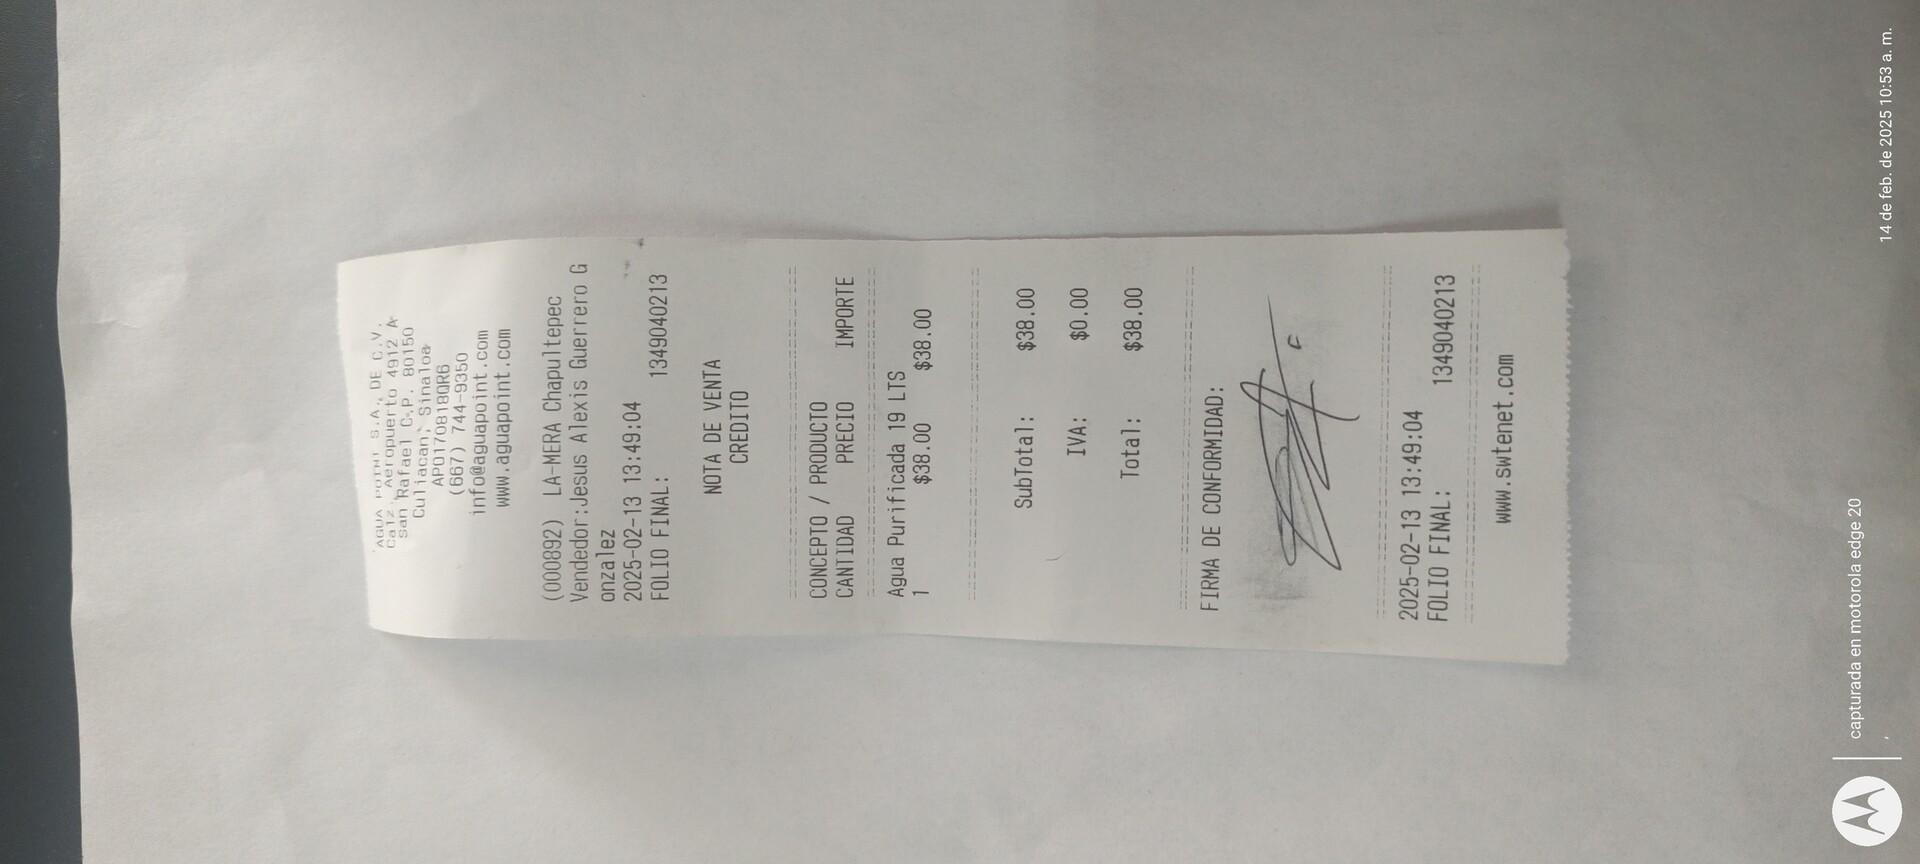 AGUA POINT S.A. DE C.V.
Calz. Aeropuerto 4912 A
San Rafael C.P. 80150
Culiacan, Sinaloa
APO170818QR6
(667) 744-9350
info@aguapoint.com
www.aguapoint.com
(000892) LA-MERA Chapultepec
Vendedor:Jesus Alexis Guerrero G
onzalez
2025-02-13 13:49:04
FOLIO FINAL: 1349040213
NOTA DE VENTA
CREDITO
CONCEPTO / PRODUCTO
CANTIDAD PRECIO IMPORTE
Agua Purificada 19 LTS
1 $38.00 $38.00
SubTotal: $38.00
IVA: $0.00
Total: $38.00
FIRMA DE CONFORMIDAD:
2025-02-13 13:49:04
FOLIO FINAL: 1349040213
www.swtenet.com
capturada en motorola edge 20
14 de feb. de 2025 10:53 a. m.